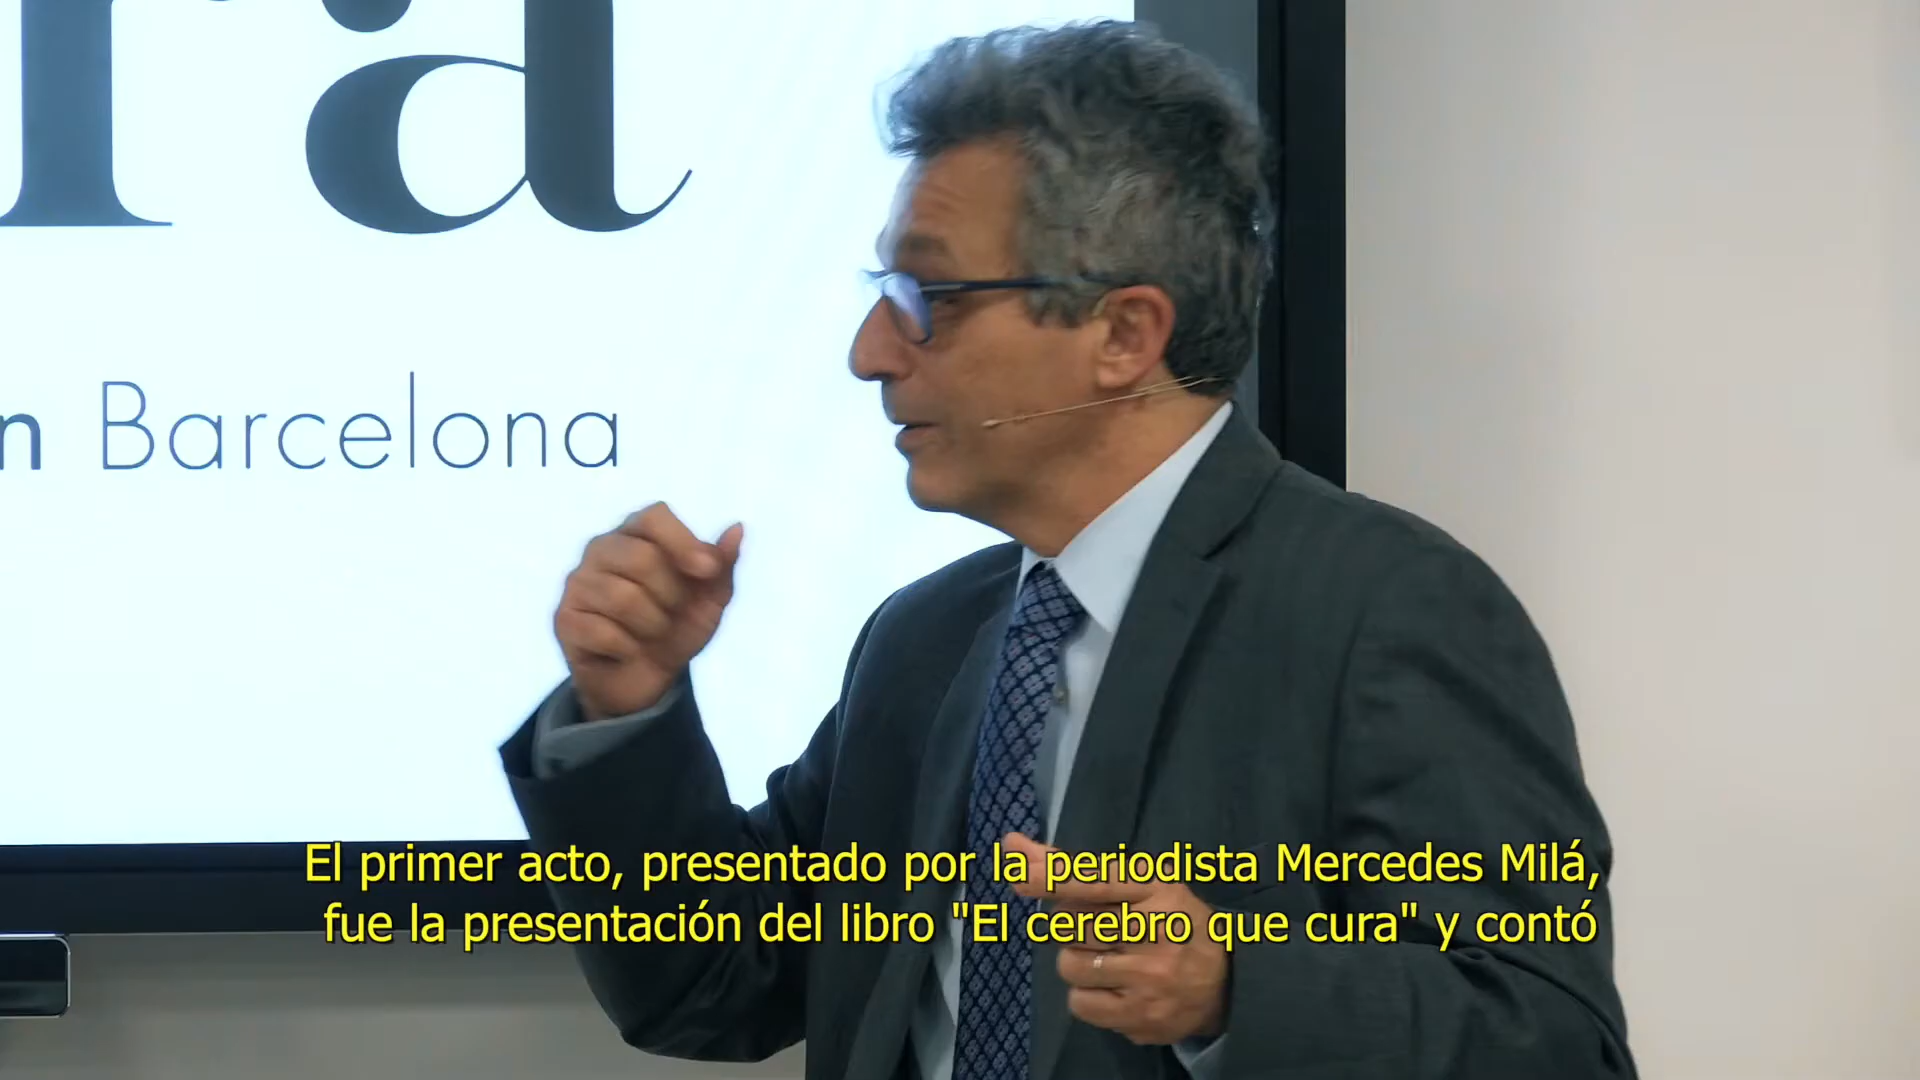 ra
n Barcelona
El primer acto, presentado por la periodista Mercedes Milá,
fue la presentación del libro "El cerebro que cura" y contó